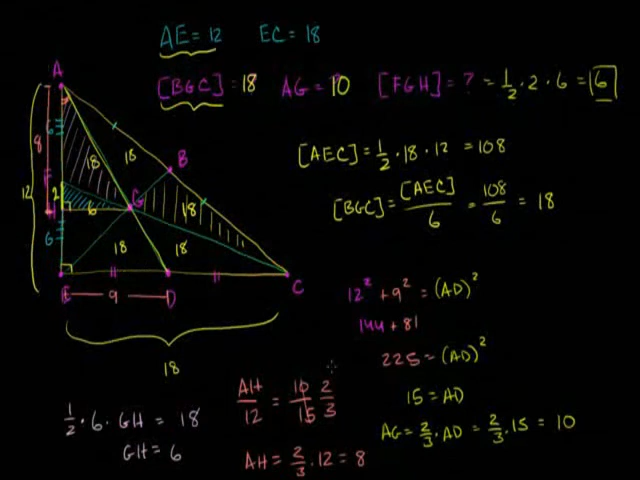 AE = 12 EC = 18
[BGC] = 18 AG = 10 [FGH] = ? = 1/2 · 2 · 6 = 6
[AEC] = 1/2 · 18 · 12 = 108
[BGC] = [AEC]/6 = 108/6 = 18
A
12
8
6
18
18
B
F
2
G
H
6
18
6
18
18
E
9
D
C
18
12² + 9² = (AD)²
144 + 81
225 = (AD)²
15 = AD
AG = 2/3 · AD = 2/3 · 15 = 10
1/2 · 6 · GH = 18
GH = 6
AH/12 = 10/15 2/3
AH = 2/3 · 12 = 8